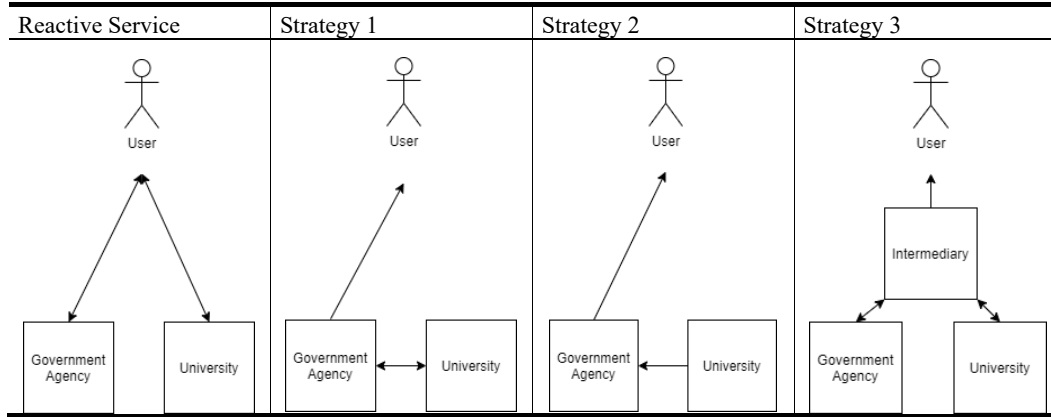 Reactive Service
Strategy 1
Strategy 2
Strategy 3
User
User
User
User
Intermediary
Government
Agency
University
Government
Agency
University
Government
Agency
University
Government
Agency
University